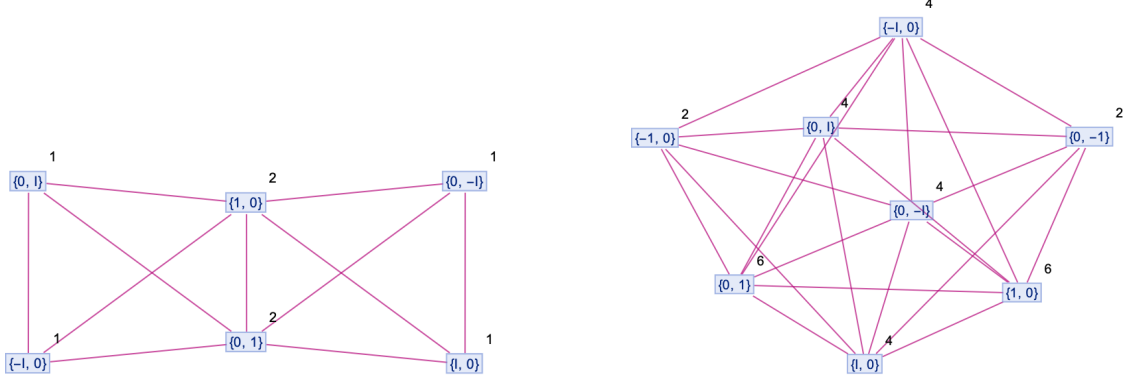 1
{0, I}
1
{0, -I}
2
{1, 0}
2
{0, 1}
1
{-I, 0}
1
{I, 0}
4
{-I, 0}
2
{-1, 0}
4
{0, I}
2
{0, -1}
4
{0, -I}
6
{0, 1}
6
{1, 0}
4
{I, 0}